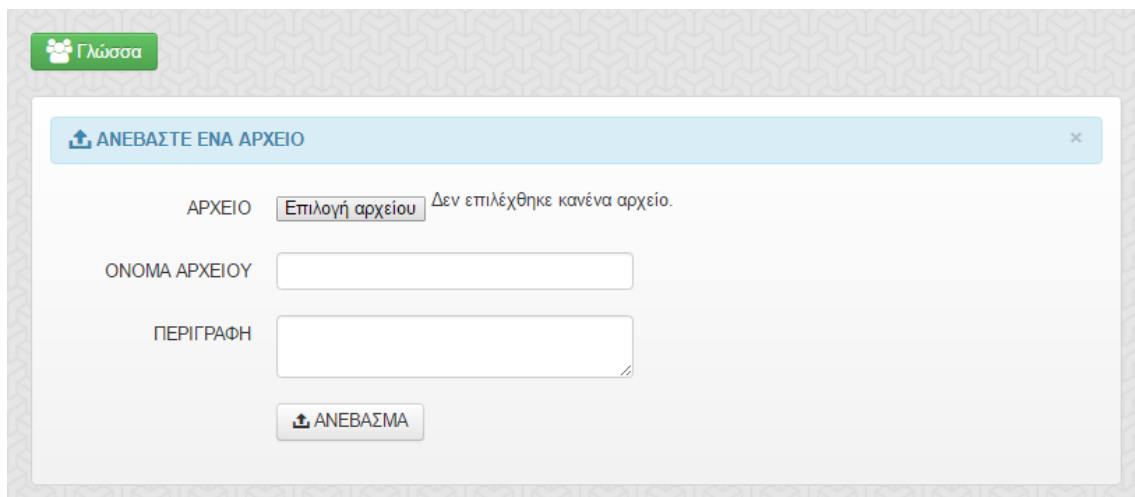 Γλώσσα
ΑΝΕΒΑΣΤΕ ΕΝΑ ΑΡΧΕΙΟ ×
ΑΡΧΕΙΟ Επιλογή αρχείου Δεν επιλέχθηκε κανένα αρχείο.
ΟΝΟΜΑ ΑΡΧΕΙΟΥ
ΠΕΡΙΓΡΑΦΗ
ΑΝΕΒΑΣΜΑ